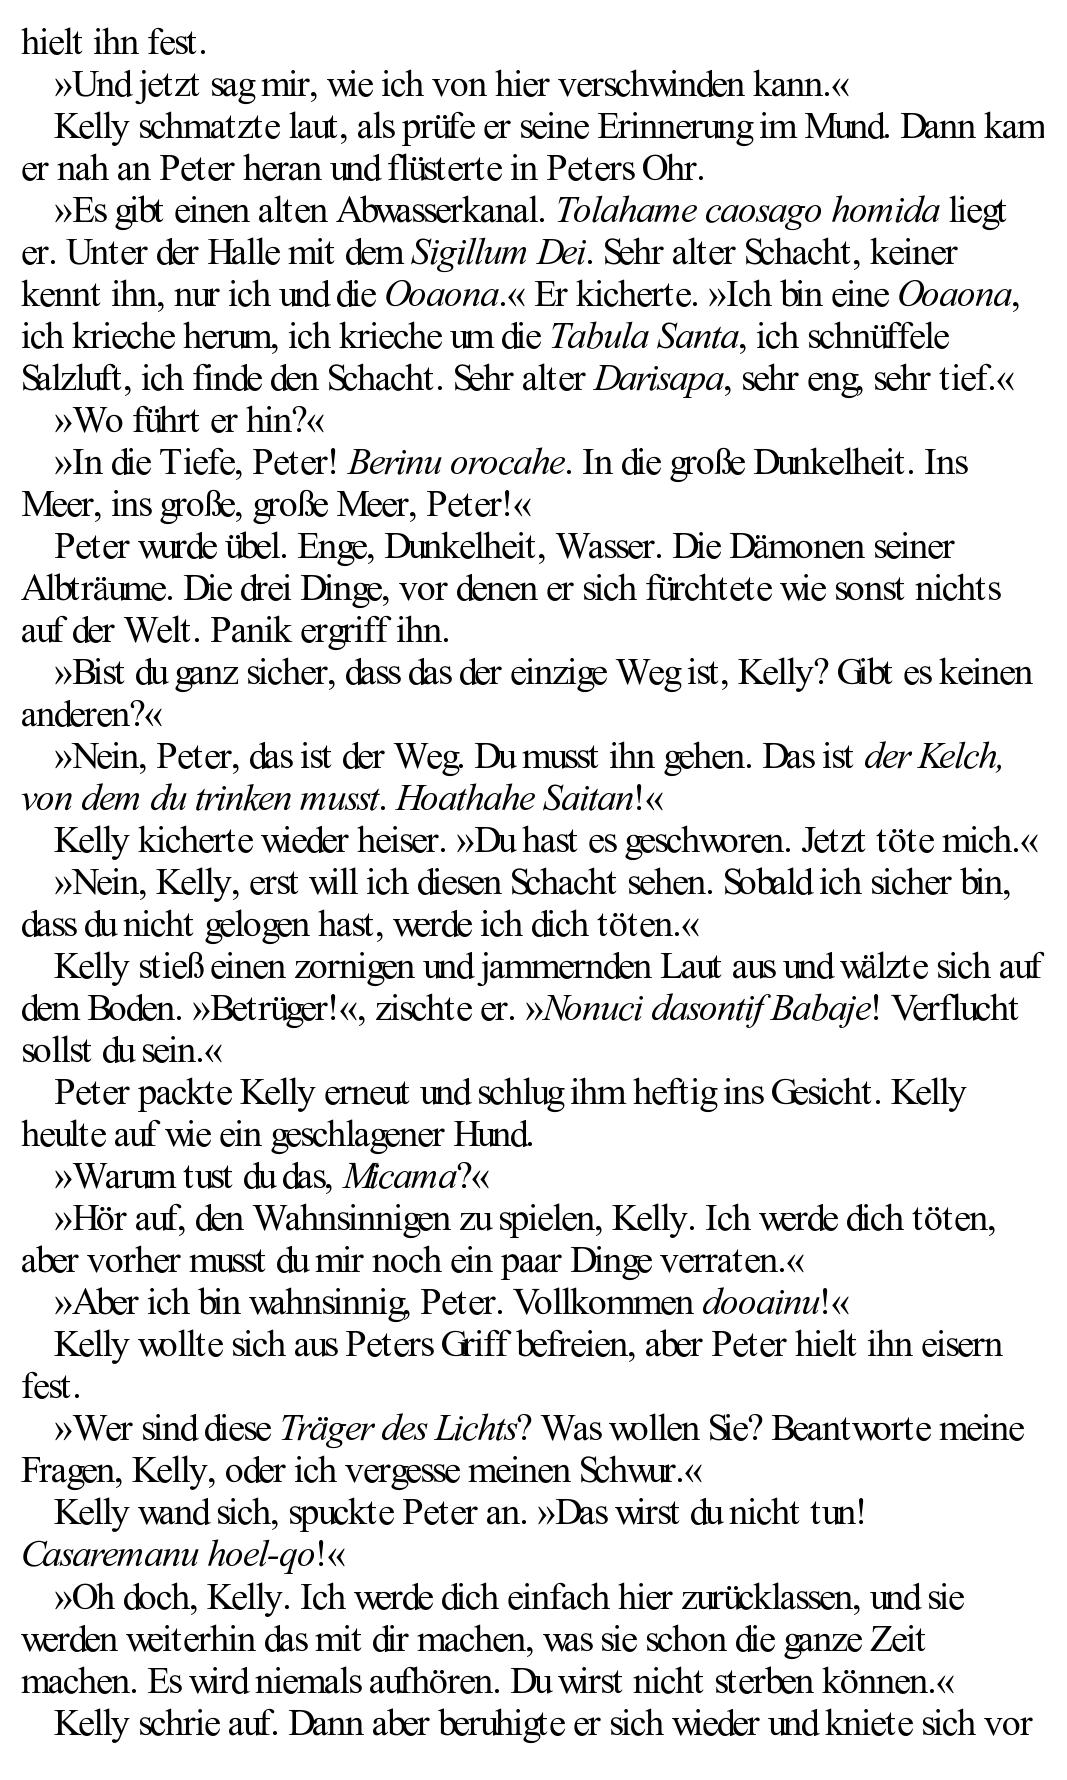 hielt ihn fest.
»Und jetzt sag mir, wie ich von hier verschwinden kann.«
Kelly schmatzte laut, als prüfe er seine Erinnerung im Mund. Dann kam
er nah an Peter heran und flüsterte in Peters Ohr.
»Es gibt einen alten Abwasserkanal. Tolahame caosago homida liegt
er. Unter der Halle mit dem Sigillum Dei. Sehr alter Schacht, keiner
kennt ihn, nur ich und die Ooaona.« Er kicherte. »Ich bin eine Ooaona,
ich krieche herum, ich krieche um die Tabula Santa, ich schnüffele
Salzluft, ich finde den Schacht. Sehr alter Darisapa, sehr eng, sehr tief.«
»Wo führt er hin?«
»In die Tiefe, Peter! Berinu orocahe. In die große Dunkelheit. Ins
Meer, ins große, große Meer, Peter!«
Peter wurde übel. Enge, Dunkelheit, Wasser. Die Dämonen seiner
Albträume. Die drei Dinge, vor denen er sich fürchtete wie sonst nichts
auf der Welt. Panik ergriff ihn.
»Bist du ganz sicher, dass das der einzige Weg ist, Kelly? Gibt es keinen
anderen?«
»Nein, Peter, das ist der Weg. Du musst ihn gehen. Das ist der Kelch,
von dem du trinken musst. Hoathahe Saitan!«
Kelly kicherte wieder heiser. »Du hast es geschworen. Jetzt töte mich.«
»Nein, Kelly, erst will ich diesen Schacht sehen. Sobald ich sicher bin,
dass du nicht gelogen hast, werde ich dich töten.«
Kelly stieß einen zornigen und jammernden Laut aus und wälzte sich auf
dem Boden. »Betrüger!«, zischte er. »Nonuci dasontif Babaje! Verflucht
sollst du sein.«
Peter packte Kelly erneut und schlug ihm heftig ins Gesicht. Kelly
heulte auf wie ein geschlagener Hund.
»Warum tust du das, Micama?«
»Hör auf, den Wahnsinnigen zu spielen, Kelly. Ich werde dich töten,
aber vorher musst du mir noch ein paar Dinge verraten.«
»Aber ich bin wahnsinnig, Peter. Vollkommen dooainu!«
Kelly wollte sich aus Peters Griff befreien, aber Peter hielt ihn eisern
fest.
»Wer sind diese Träger des Lichts? Was wollen Sie? Beantworte meine
Fragen, Kelly, oder ich vergesse meinen Schwur.«
Kelly wand sich, spuckte Peter an. »Das wirst du nicht tun!
Casaremanu hoel-qo!«
»Oh doch, Kelly. Ich werde dich einfach hier zurücklassen, und sie
werden weiterhin das mit dir machen, was sie schon die ganze Zeit
machen. Es wird niemals aufhören. Du wirst nicht sterben können.«
Kelly schrie auf. Dann aber beruhigte er sich wieder und kniete sich vor